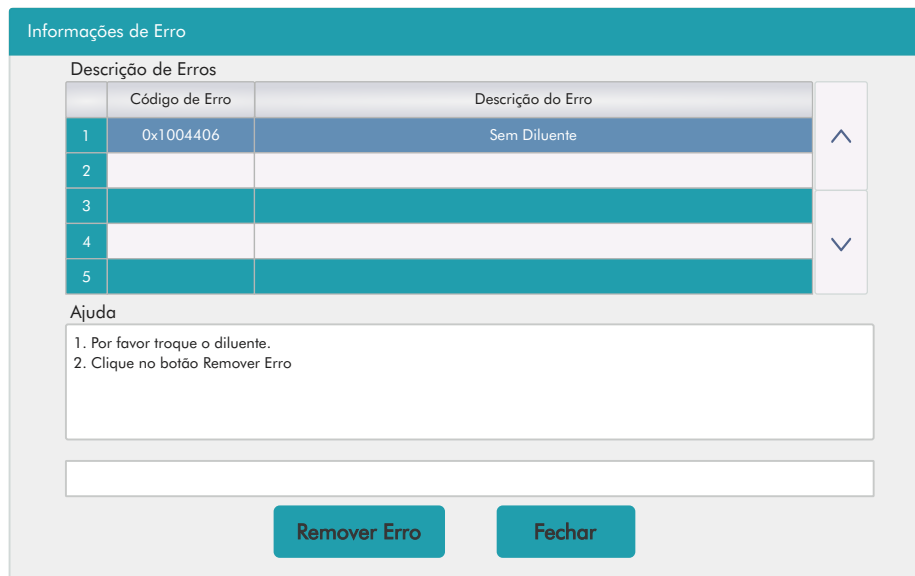 Informações de Erro
Descrição de Erros
Código de Erro Descrição do Erro
1 0x1004406 Sem Diluente
2
3
4
5
Ajuda
1. Por favor troque o diluente.
2. Clique no botão Remover Erro
Remover Erro Fechar